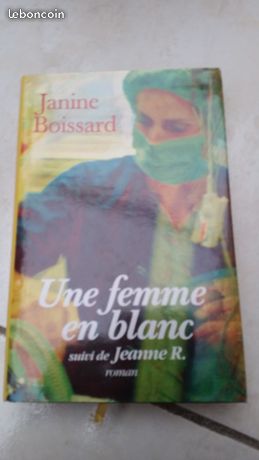 leboncoin
Janine
Boissard
Une femme
en blanc
suivi de Jeanne R.
roman